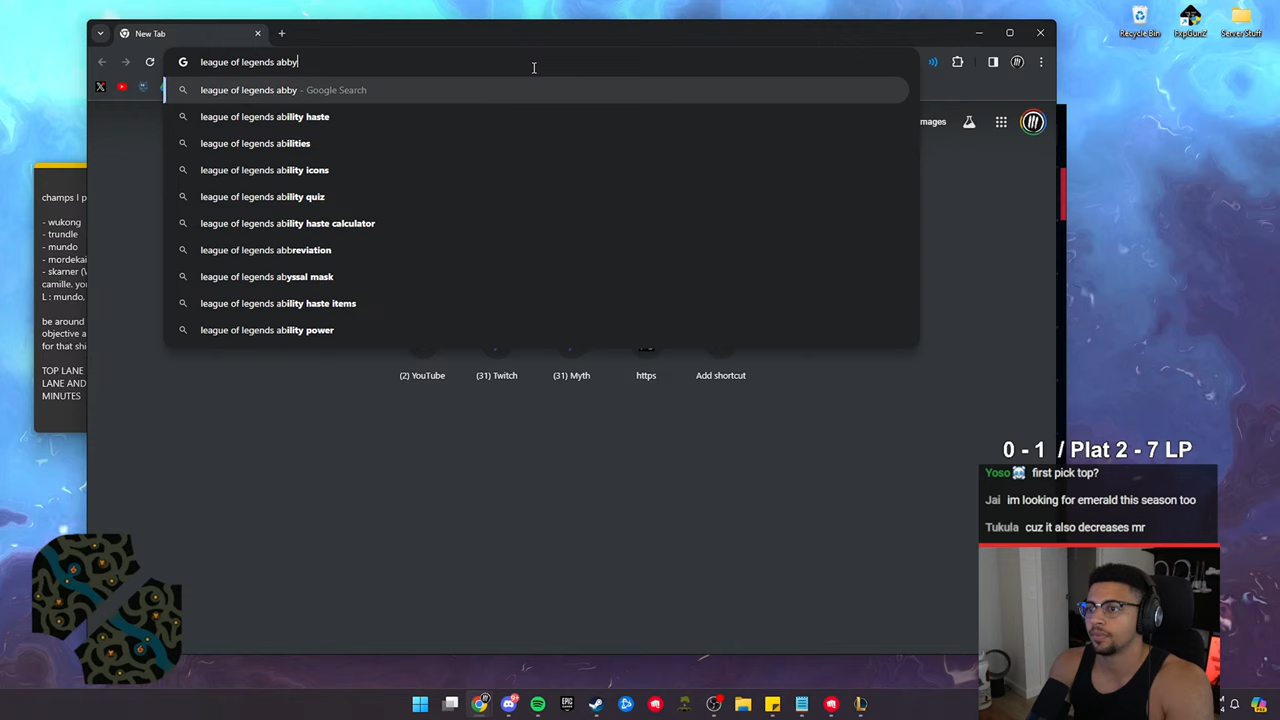 New Tab
league of legends abby
league of legends abby - Google Search
league of legends ability haste
league of legends abilities
league of legends ability icons
league of legends ability quiz
league of legends ability haste calculator
league of legends abbreviation
league of legends abyssal mask
league of legends ability haste items
league of legends ability power
mages
(2) YouTube
(31) Twitch
(31) Myth
https
Add shortcut
Recycle Bin
FxpGunZ
Server Stuff
champs I p
- wukong
- trundle
- mundo
- mordekai
- skarner (W
camille, yo
L : mundo,
be around
objective a
for that shi
TOP LANE
LANE AND
MINUTES
0 - 1 / Plat 2 - 7 LP
Yoso first pick top?
Jai im looking for emerald this season too
Tukula cuz it also decreases mr
EPIC
GAMES